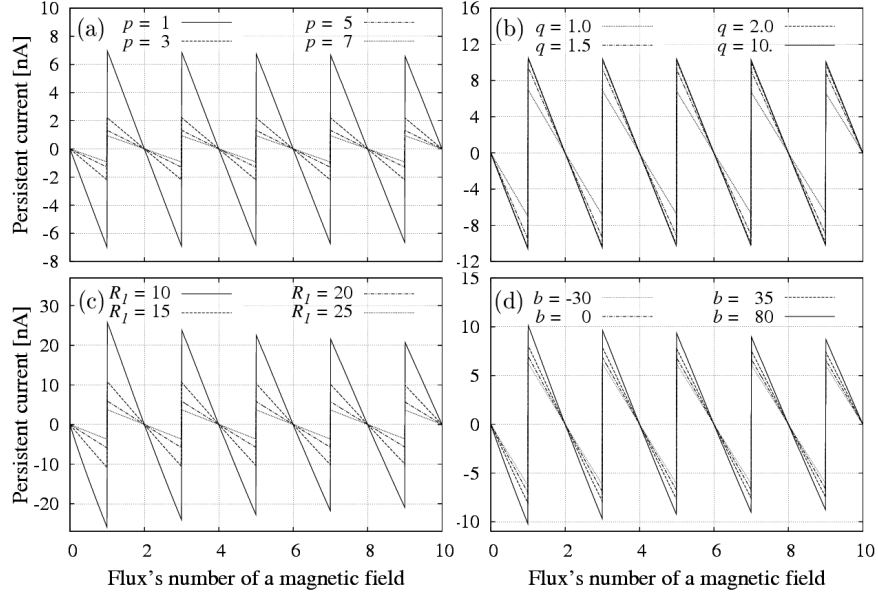 (a) p = 1 p = 5
p = 3 p = 7
8
6
4
2
0
-2
-4
-6
-8
Persistent current [nA]
(b) q = 1.0 q = 2.0
q = 1.5 q = 10.
16
12
8
4
0
-4
-8
-12
(c) R1 = 10 R1 = 20
R1 = 15 R1 = 25
30
20
10
0
-10
-20
Persistent current [nA]
0 2 4 6 8 10
Flux's number of a magnetic field
(d) b = -30 b = 35
b = 0 b = 80
15
10
5
0
-5
-10
0 2 4 6 8 10
Flux's number of a magnetic field